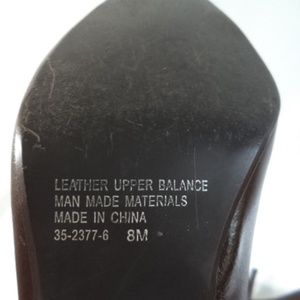 LEATHER UPPER BALANCE
MAN MADE MATERIALS
MADE IN CHINA
35-2377-6 8M